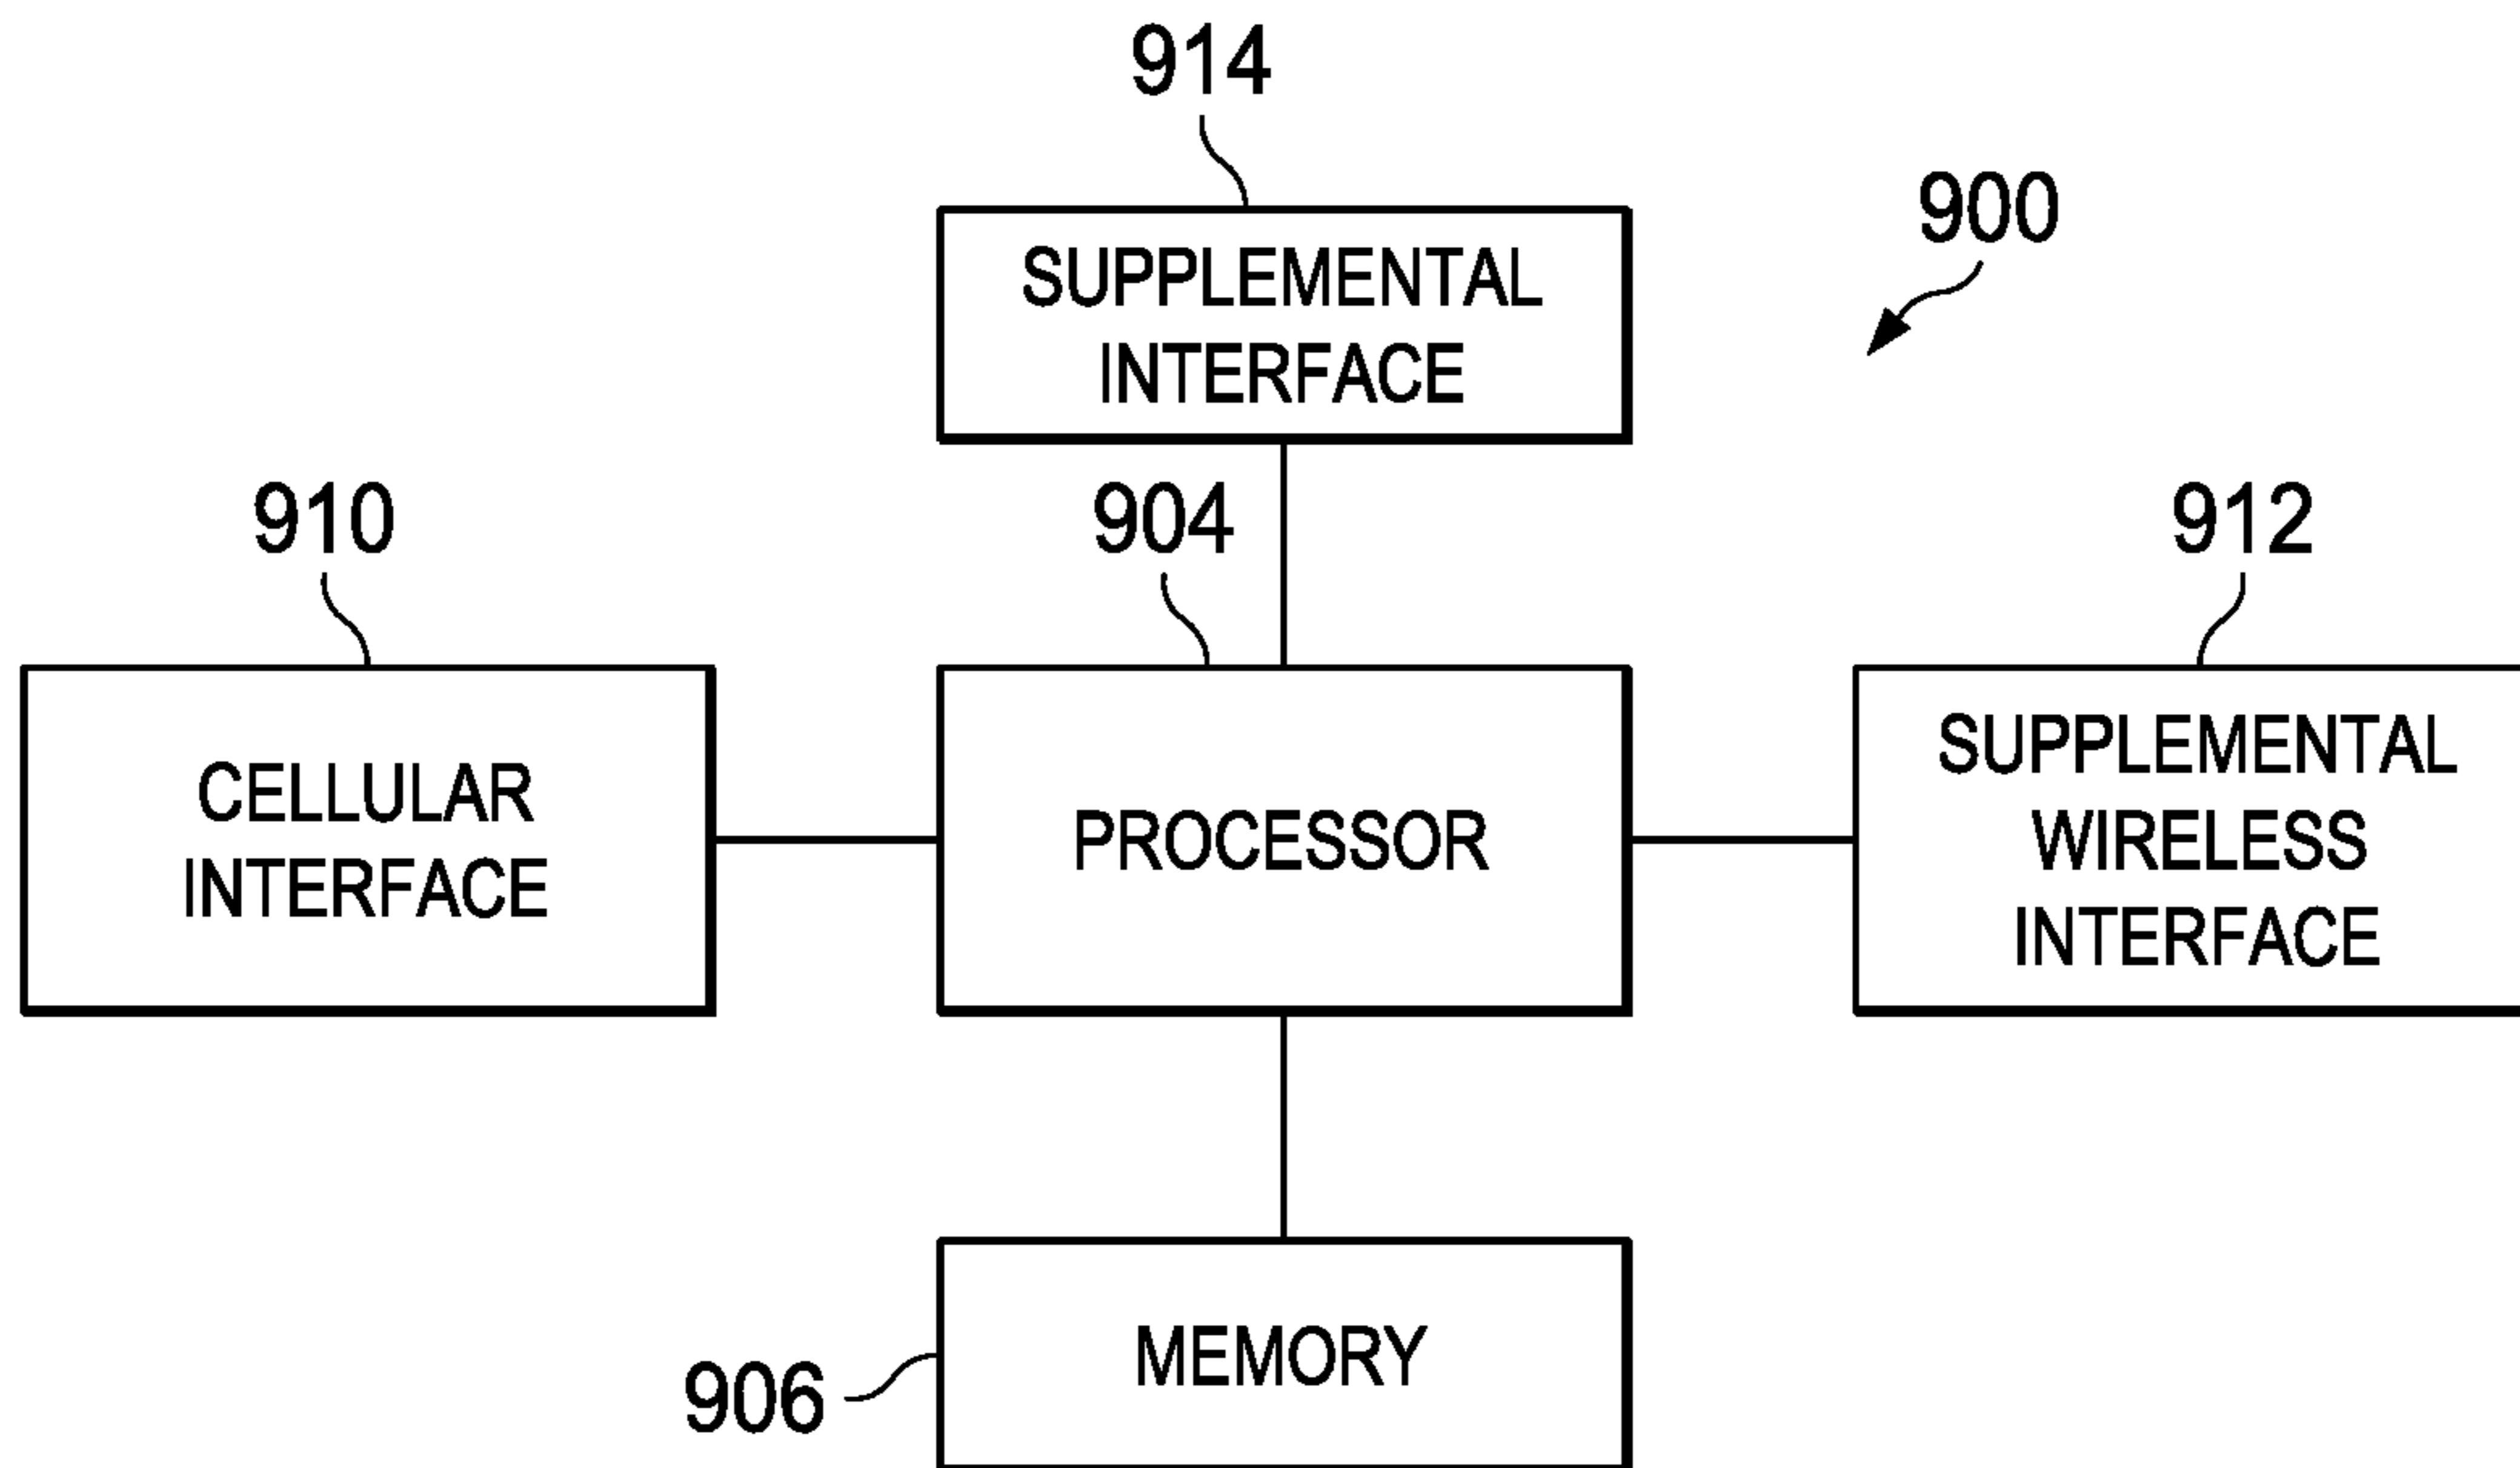 914
900
SUPPLEMENTAL
INTERFACE
910
904
912
CELLULAR
INTERFACE
PROCESSOR
SUPPLEMENTAL
WIRELESS
INTERFACE
906
MEMORY